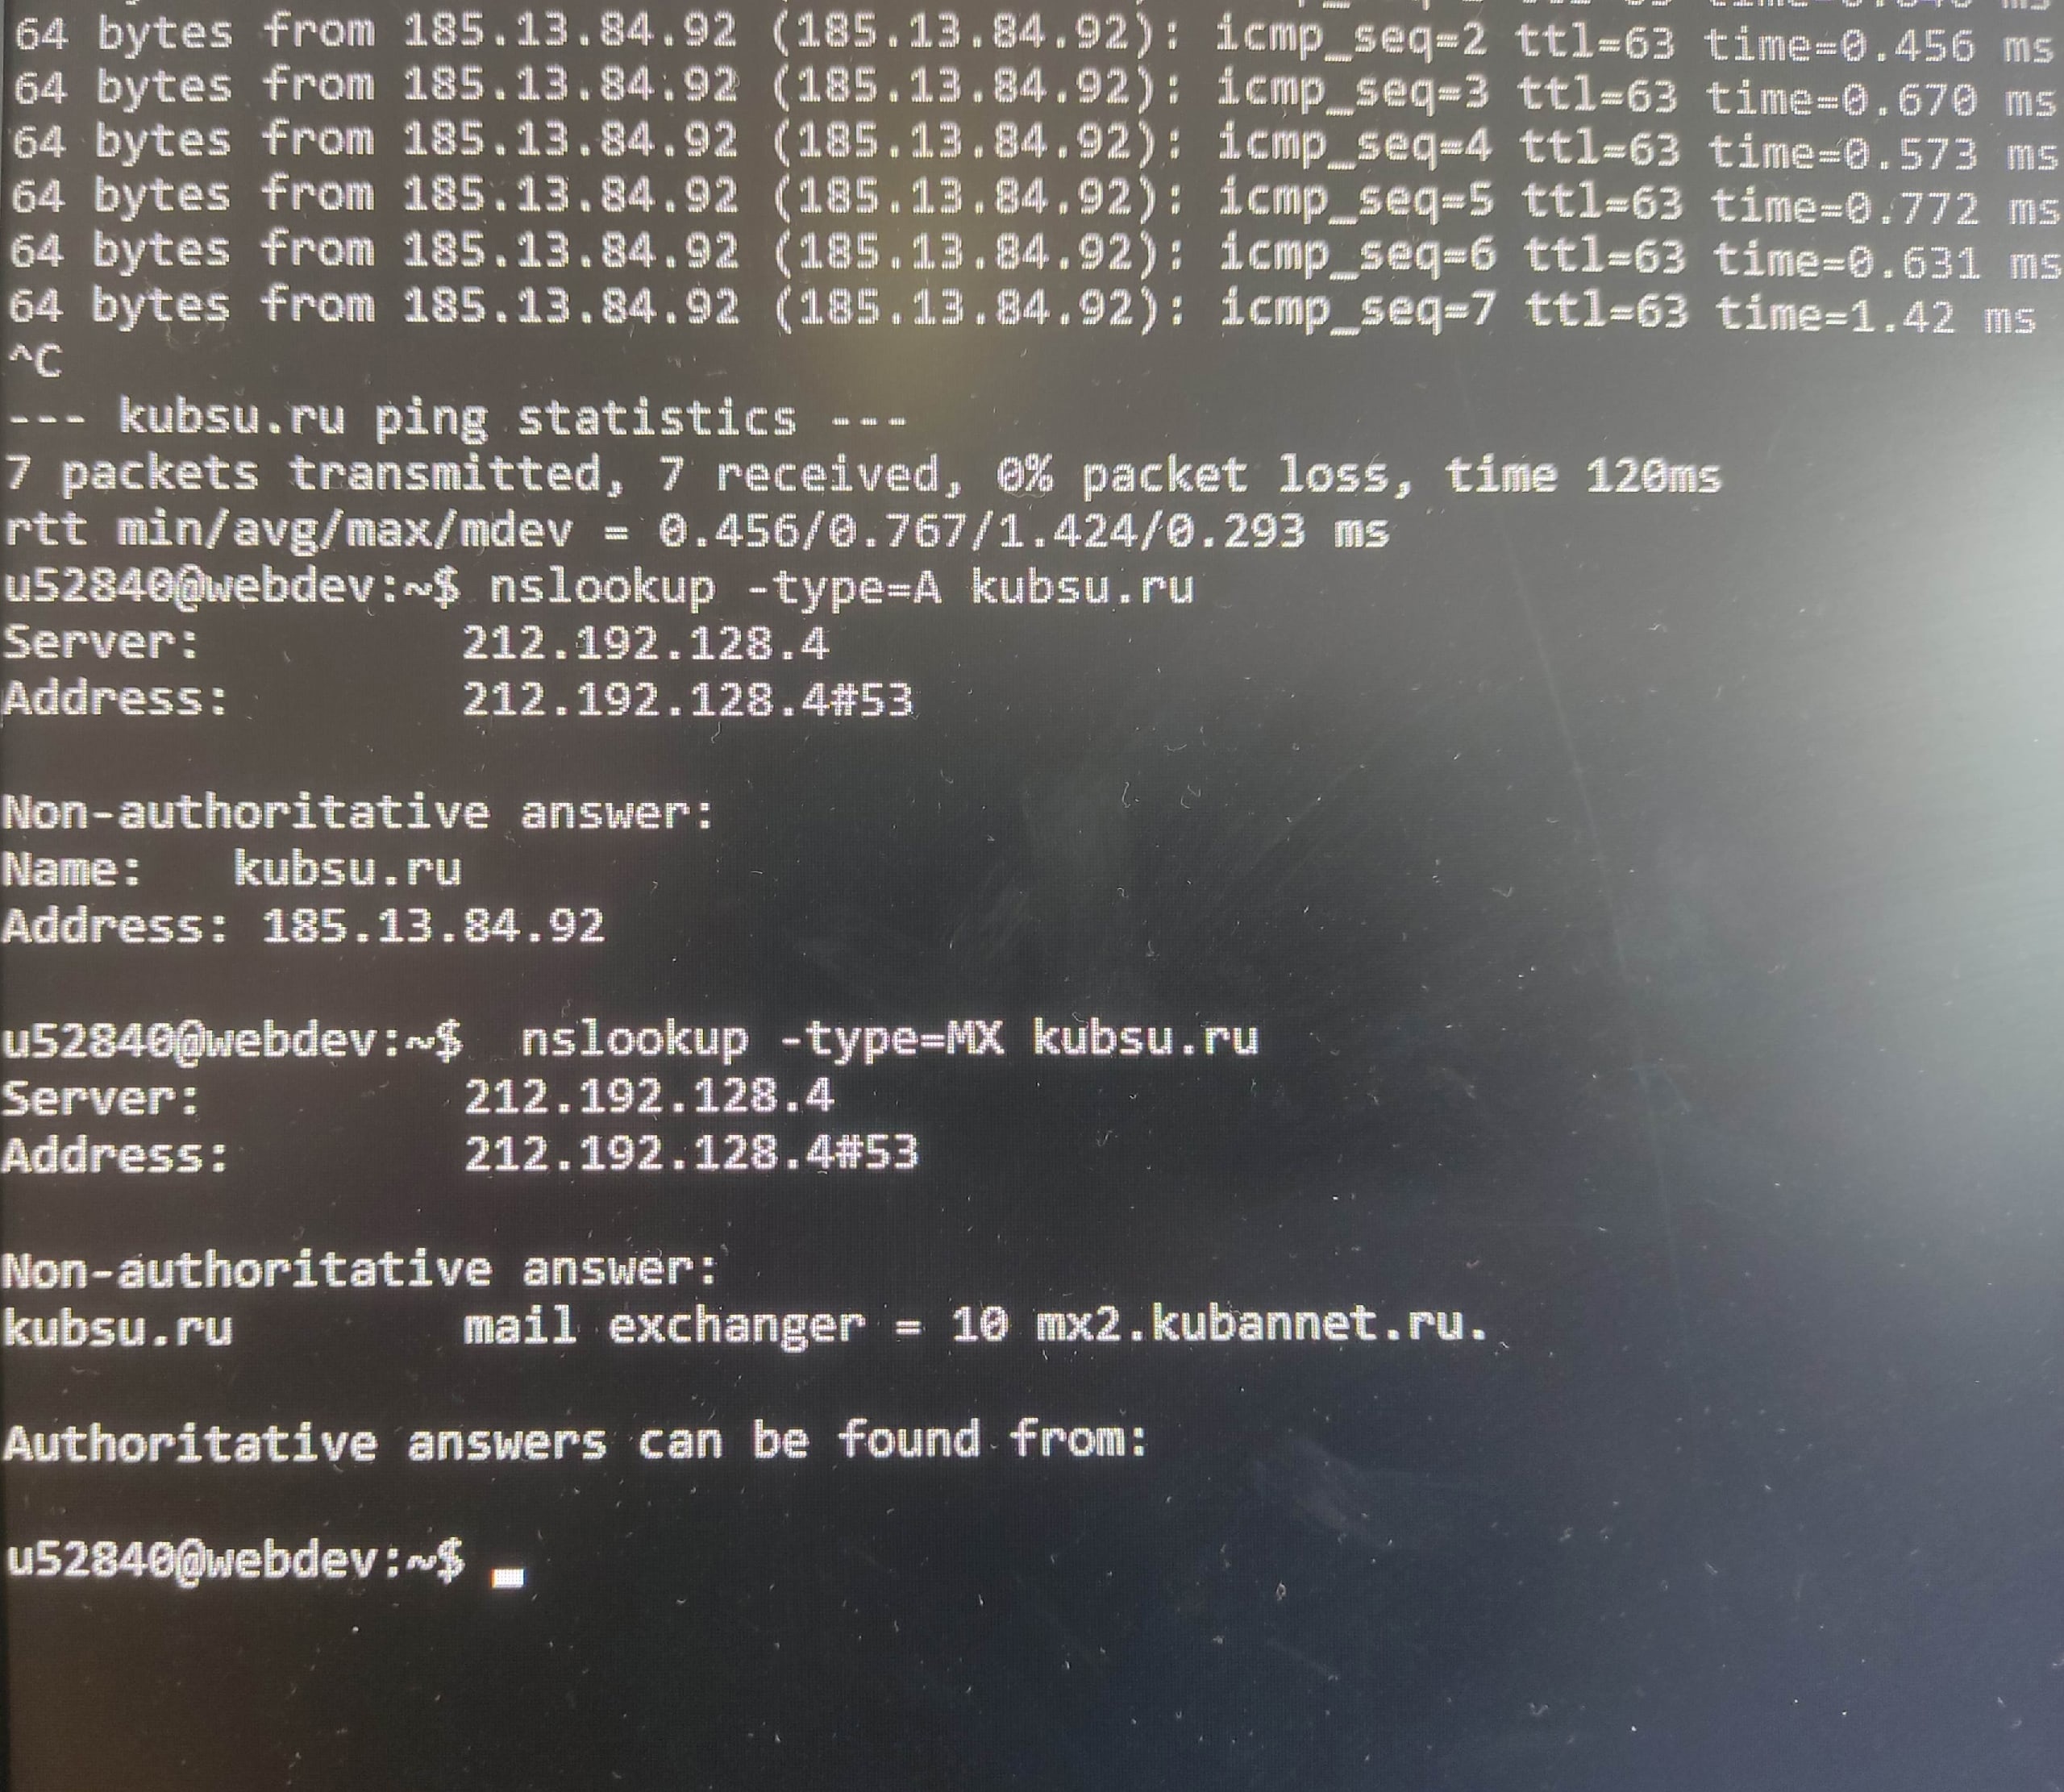 64 bytes from 185.13.84.92 (185.13.84.92): icmp_seq=2 ttl=63 time=0.456 ms
64 bytes from 185.13.84.92 (185.13.84.92): icmp_seq=3 ttl=63 time=0.670 ms
64 bytes from 185.13.84.92 (185.13.84.92): icmp_seq=4 ttl=63 time=0.573 ms
64 bytes from 185.13.84.92 (185.13.84.92): icmp_seq=5 ttl=63 time=0.772 ms
64 bytes from 185.13.84.92 (185.13.84.92): icmp_seq=6 ttl=63 time=0.631 ms
64 bytes from 185.13.84.92 (185.13.84.92): icmp_seq=7 ttl=63 time=1.42 ms
^C
--- kubsu.ru ping statistics ---
7 packets transmitted, 7 received, 0% packet loss, time 120ms
rtt min/avg/max/mdev = 0.456/0.767/1.424/0.293 ms
u52840@webdev:~$ nslookup -type=A kubsu.ru
Server: 212.192.128.4
Address: 212.192.128.4#53
Non-authoritative answer:
Name: kubsu.ru
Address: 185.13.84.92
u52840@webdev:~$ nslookup -type=MX kubsu.ru
Server: 212.192.128.4
Address: 212.192.128.4#53
Non-authoritative answer:
kubsu.ru mail exchanger = 10 mx2.kubannet.ru.
Authoritative answers can be found from:
u52840@webdev:~$